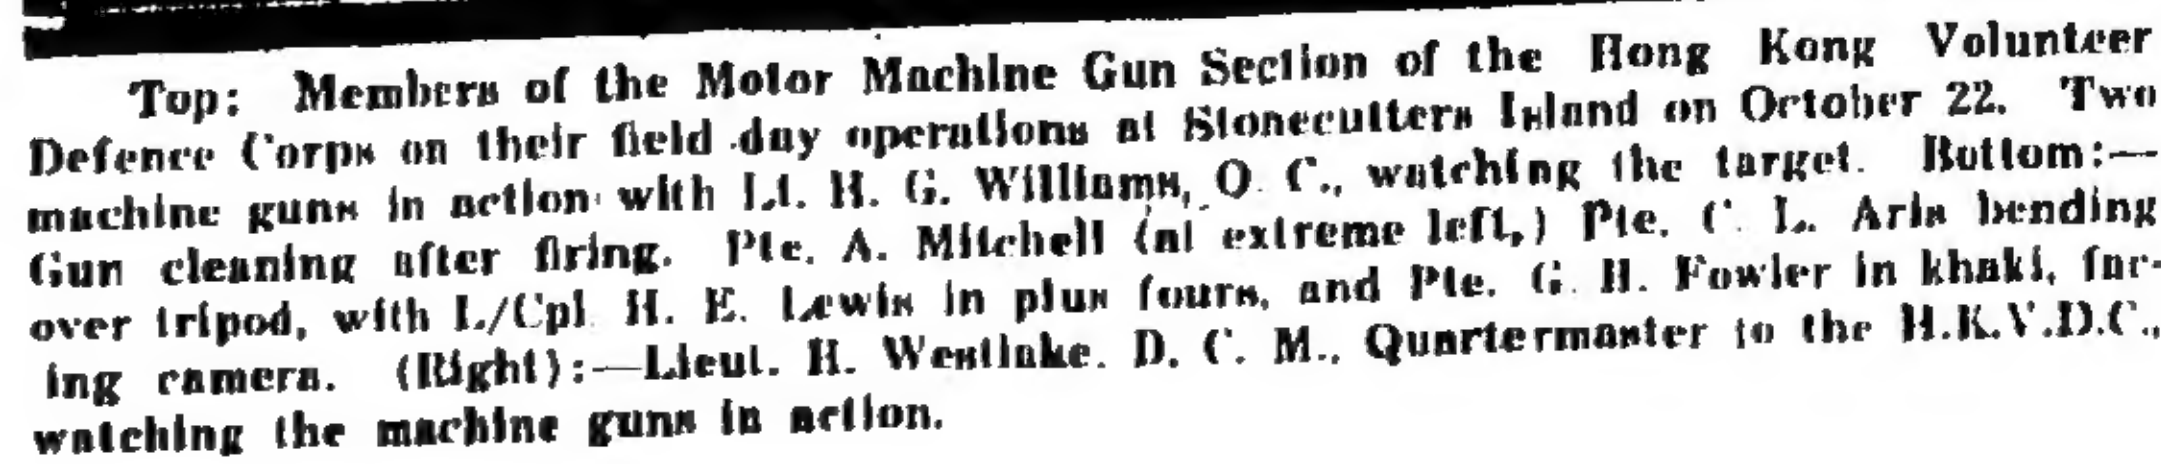 Top: Members of the Motor Machine Gun Section of the Hong Kong Volunteer
Defence Corps on their field day operations at Stonecutters Island on October 22. Two
machine guns in action with Lt. H. G. Williams, O. C., watching the target. Bottom:—
Gun cleaning after firing. Pte. A. Mitchell (at extreme left,) Pte. C. L. Aris bending
over tripod, with L/Cpl. H. E. Lewis in plus fours, and Pte. G. H. Fowler in khaki, far-
ing camera. (Right):—Lieut. H. Westlake. D. C. M., Quartermaster to the H.K.V.D.C.,
watching the machine guns in action.